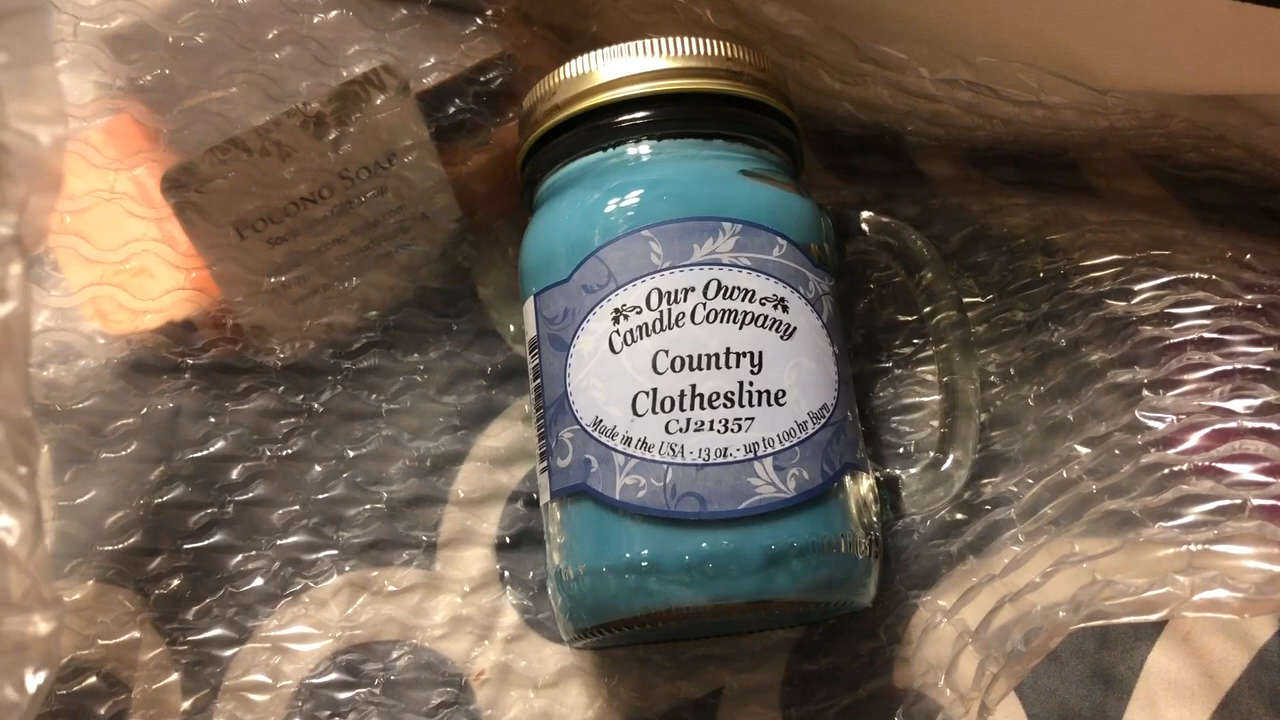 POCONO SOAP
Our Own
Candle Company
Country
Clothesline
CJ21357
Made in the USA - 13 oz. - up to 100 hr Burn